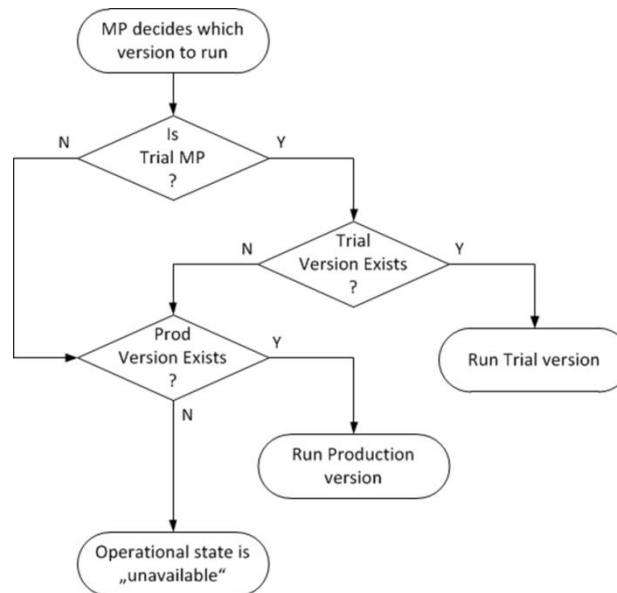 MP decides which
version to run
Is
Trial MP
?
N
Y
Trial
Version Exists
?
N
Y
Prod
Version Exists
?
Y
N
Run Trial version
Run Production
version
Operational state is
„unavailable“